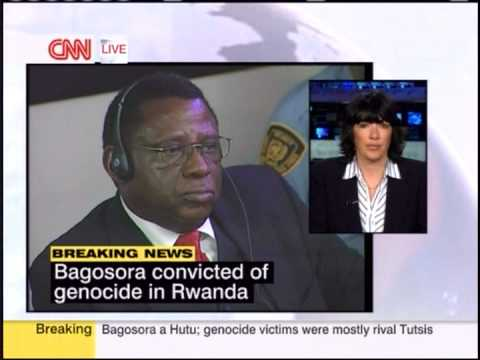 CNN LIVE
BREAKING NEWS
Bagosora convicted of
genocide in Rwanda
Breaking Bagosora a Hutu; genocide victims were mostly rival Tutsis